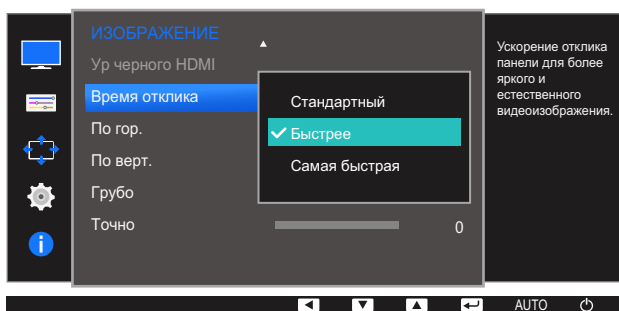 ИЗОБРАЖЕНИЕ
Ур черного HDMI
Время отклика
По гор.
По верт.
Грубо
Точно
0
Стандартный
Быстрее
Самая быстрая
Ускорение отклика
панели для более
яркого и
естественного
видеоизображения.
AUTO